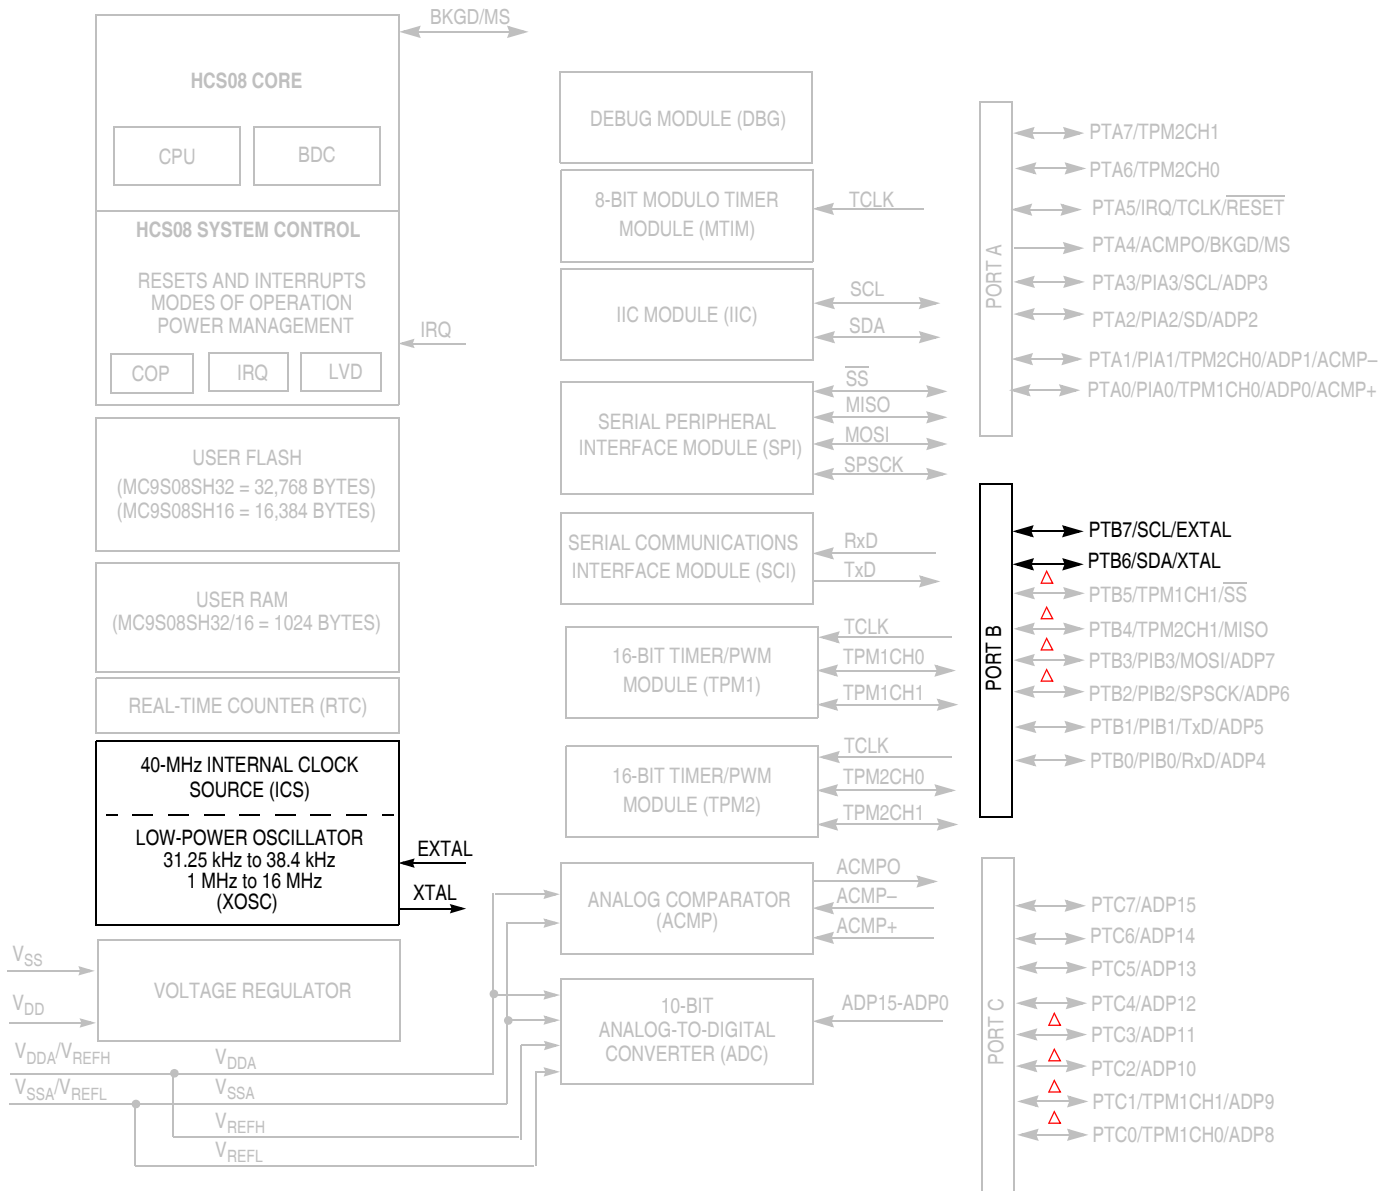 BKGD/MS
HCS08 CORE
CPU
BDC
HCS08 SYSTEM CONTROL
RESETS AND INTERRUPTS
MODES OF OPERATION
POWER MANAGEMENT
IRQ
COP
IRQ
LVD
USER FLASH
(MC9S08SH32 = 32,768 BYTES)
(MC9S08SH16 = 16,384 BYTES)
USER RAM
(MC9S08SH32/16 = 1024 BYTES)
REAL-TIME COUNTER (RTC)
40-MHz INTERNAL CLOCK
SOURCE (ICS)
LOW-POWER OSCILLATOR
31.25 kHz to 38.4 kHz
1 MHz to 16 MHz
(XOSC)
EXTAL
XTAL
VSS
VDD
VOLTAGE REGULATOR
VDDA/VREFH
VSSA/VREFL
VDDA
VSSA
VREFH
VREFL
DEBUG MODULE (DBG)
8-BIT MODULO TIMER
MODULE (MTIM)
TCLK
IIC MODULE (IIC)
SCL
SDA
SERIAL PERIPHERAL
INTERFACE MODULE (SPI)
SS
MISO
MOSI
SPSCK
SERIAL COMMUNICATIONS
INTERFACE MODULE (SCI)
RxD
TxD
16-BIT TIMER/PWM
MODULE (TPM1)
TCLK
TPM1CH0
TPM1CH1
16-BIT TIMER/PWM
MODULE (TPM2)
TCLK
TPM2CH0
TPM2CH1
ANALOG COMPARATOR
(ACMP)
ACMPO
ACMP–
ACMP+
10-BIT
ANALOG-TO-DIGITAL
CONVERTER (ADC)
ADP15-ADP0
PORT A
PTA7/TPM2CH1
PTA6/TPM2CH0
PTA5/IRQ/TCLK/RESET
PTA4/ACMPO/BKGD/MS
PTA3/PIA3/SCL/ADP3
PTA2/PIA2/SD/ADP2
PTA1/PIA1/TPM2CH0/ADP1/ACMP–
PTA0/PIA0/TPM1CH0/ADP0/ACMP+
PORT B
PTB7/SCL/EXTAL
PTB6/SDA/XTAL
PTB5/TPM1CH1/SS
PTB4/TPM2CH1/MISO
PTB3/PIB3/MOSI/ADP7
PTB2/PIB2/SPSCK/ADP6
PTB1/PIB1/TxD/ADP5
PTB0/PIB0/RxD/ADP4
PORT C
PTC7/ADP15
PTC6/ADP14
PTC5/ADP13
PTC4/ADP12
PTC3/ADP11
PTC2/ADP10
PTC1/TPM1CH1/ADP9
PTC0/TPM1CH0/ADP8